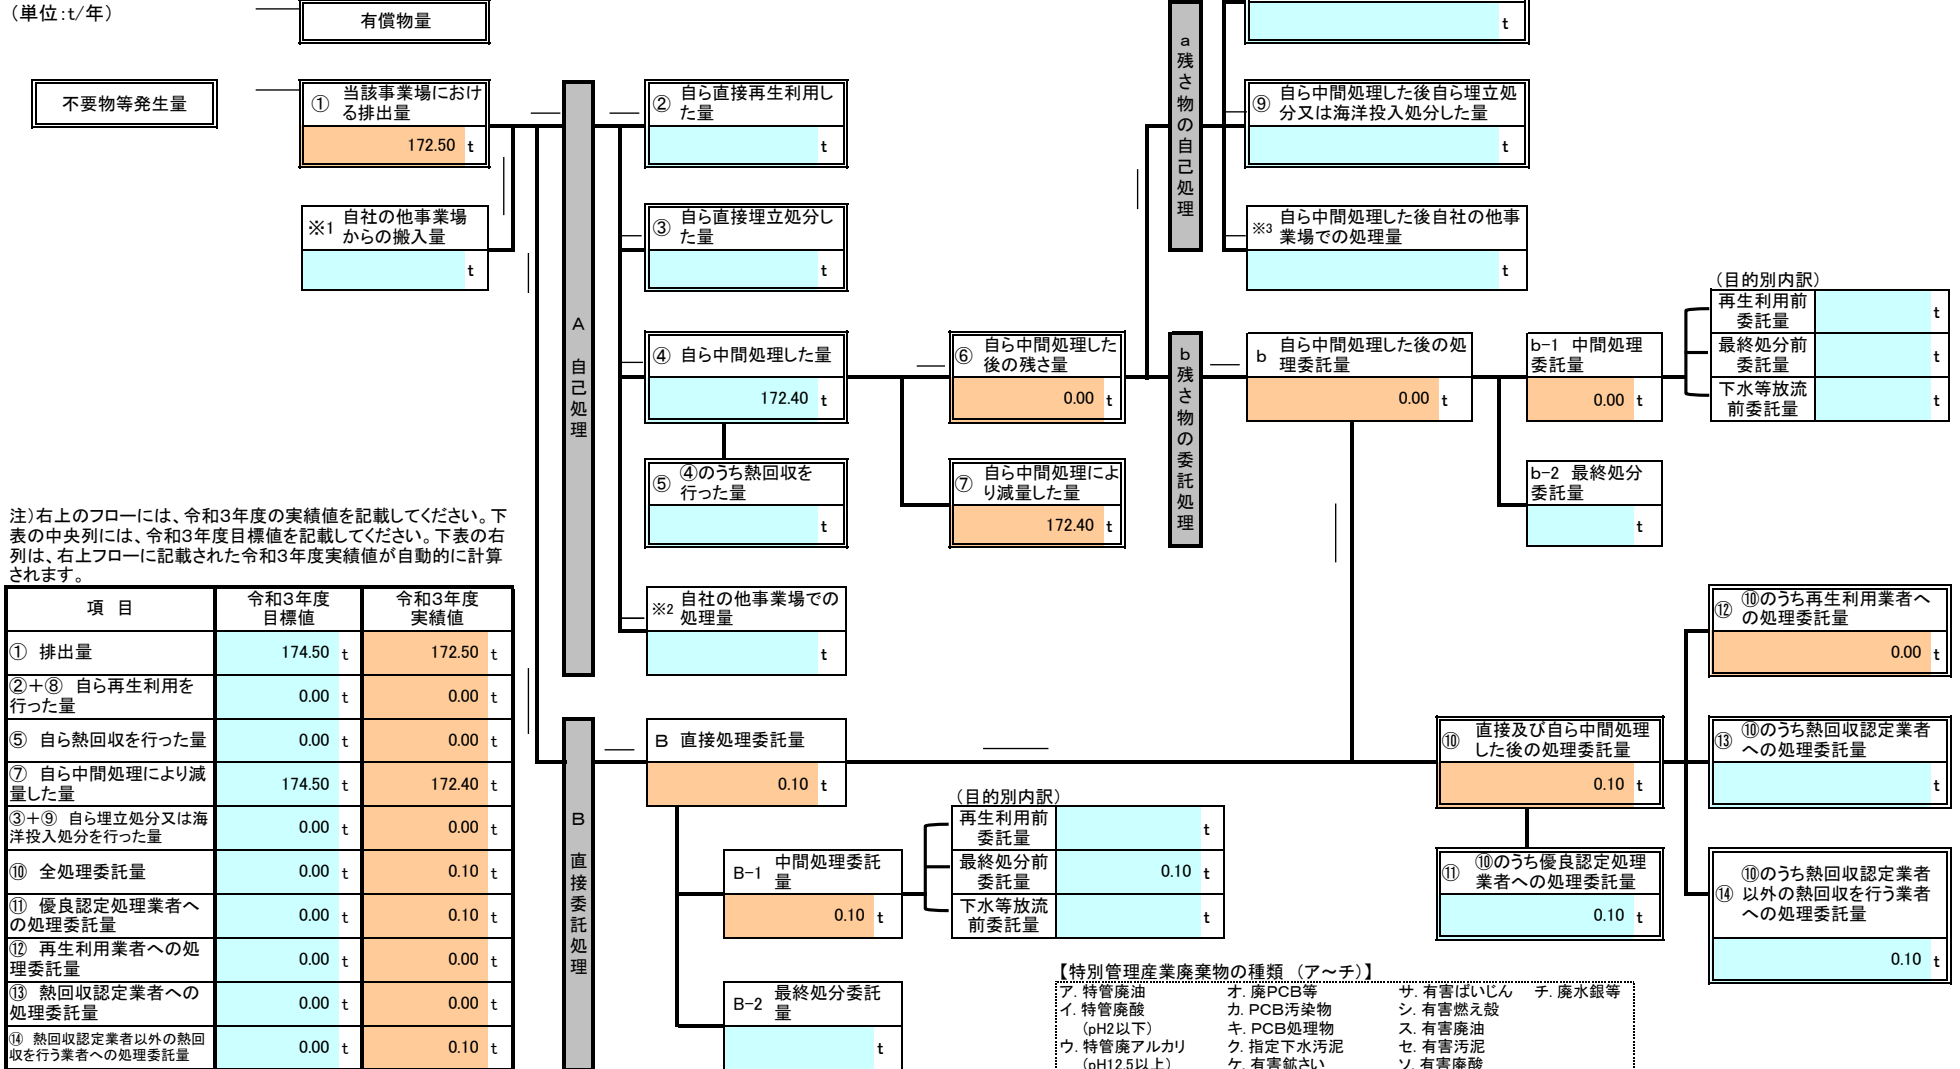 （単位：t/年）
有償物量
t
不要物等発生量
① 当該事業場におけ
る排出量
172.50 t
※1 自社の他事業場
からの搬入量
t
A 自己処理
② 自ら直接再生利用し
た量
t
③ 自ら直接埋立処分し
た量
t
④ 自ら中間処理した量
172.40 t
⑤ ④のうち熱回収を
行った量
t
※2 自社の他事業場での
処理量
t
⑥ 自ら中間処理した
後の残さ量
0.00 t
⑦ 自ら中間処理によ
り減量した量
172.40 t
a 残さ物の自己処理
⑨ 自ら中間処理した後自ら埋立処
分又は海洋投入処分した量
t
※3 自ら中間処理した後自社の他事
業場での処理量
t
b 残さ物の委託処理
b 自ら中間処理した後の処
理委託量
0.00 t
b-1 中間処理
委託量
0.00 t
（目的別内訳）
再生利用前
委託量 t
最終処分前
委託量 t
下水等放流
前委託量 t
b-2 最終処分
委託量
t
注）右上のフローには、令和３年度の実績値を記載してください。下
表の中央列には、令和３年度目標値を記載してください。下表の右
列は、右上フローに記載された令和３年度実績値が自動的に計算
されます。
項 目 令和３年度
目標値 令和３年度
実績値
① 排出量 174.50 t 172.50 t
②＋⑧ 自ら再生利用を
行った量 0.00 t 0.00 t
⑤ 自ら熱回収を行った量 0.00 t 0.00 t
⑦ 自ら中間処理により減
量した量 174.50 t 172.40 t
③＋⑨ 自ら埋立処分又は海
洋投入処分を行った量 0.00 t 0.00 t
⑩ 全処理委託量 0.00 t 0.10 t
⑪ 優良認定処理業者へ
の処理委託量 0.00 t 0.10 t
⑫ 再生利用業者への処
理委託量 0.00 t 0.00 t
⑬ 熱回収認定業者への
処理委託量 0.00 t 0.00 t
⑭ 熱回収認定業者以外の熱回
収を行う業者への処理委託量 0.00 t 0.10 t
B 直接委託処理
B 直接処理委託量
0.10 t
B-1 中間処理委託
量
0.10 t
（目的別内訳）
再生利用前
委託量 t
最終処分前
委託量 0.10 t
下水等放流
前委託量 t
B-2 最終処分委託
量
t
⑩ 直接及び自ら中間処理
した後の処理委託量
0.10 t
⑪ ⑩のうち優良認定処理
業者への処理委託量
0.10 t
⑫ ⑩のうち再生利用業者へ
の処理委託量
0.00 t
⑬ ⑩のうち熱回収認定業者
への処理委託量
t
⑭ ⑩のうち熱回収認定業者
以外の熱回収を行う業者
への処理委託量
0.10 t
【特別管理産業廃棄物の種類 （ア～チ）】
ア. 特管廃油 オ. 廃PCB等 サ. 有害ばいじん チ. 廃水銀等
イ. 特管廃酸 カ. PCB汚染物 シ. 有害燃え殻
（pH2以下） キ. PCB処理物 ス. 有害廃油
ウ. 特管廃アルカリ ク. 指定下水汚泥 セ. 有害汚泥
（pH12.5以上） ケ. 有害鉱さい ソ. 有害廃酸